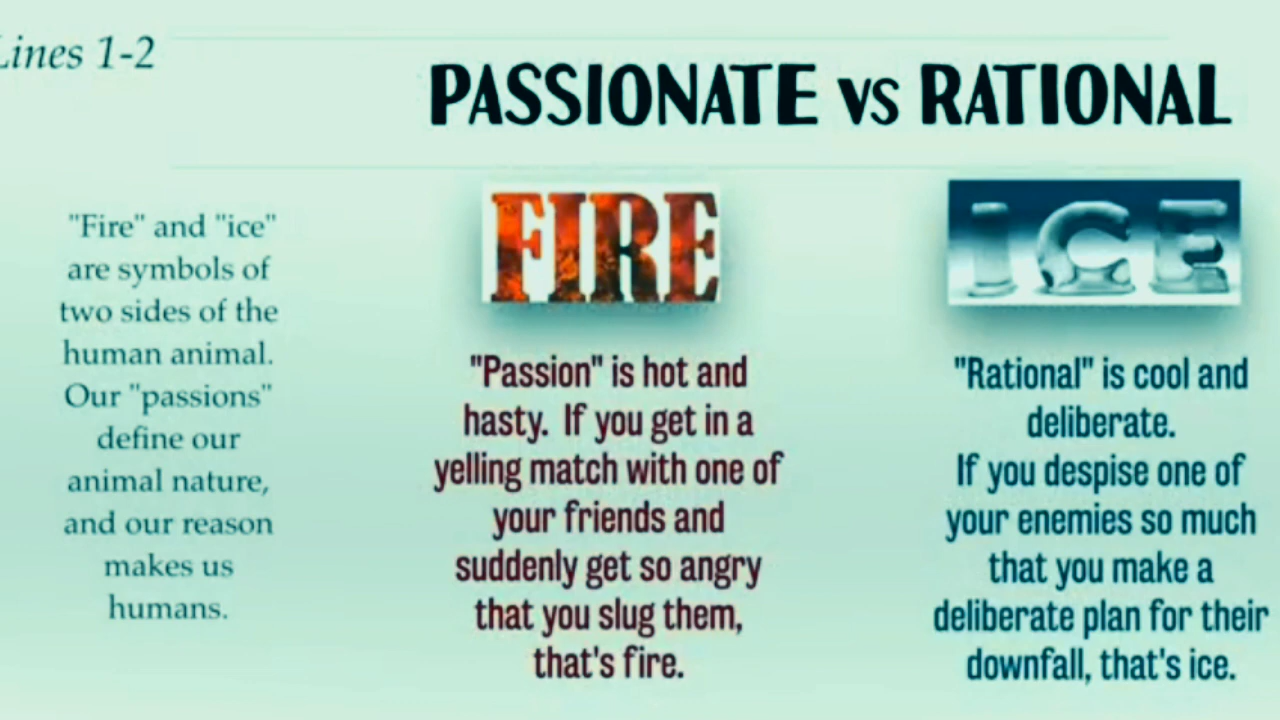 Lines 1-2
PASSIONATE vs RATIONAL
"Fire" and "ice"
are symbols of
two sides of the
human animal.
Our "passions"
define our
animal nature,
and our reason
makes us
humans.
FIRE
"Passion" is hot and
hasty. If you get in a
yelling match with one of
your friends and
suddenly get so angry
that you slug them,
that's fire.
ICE
"Rational" is cool and
deliberate.
If you despise one of
your enemies so much
that you make a
deliberate plan for their
downfall, that's ice.